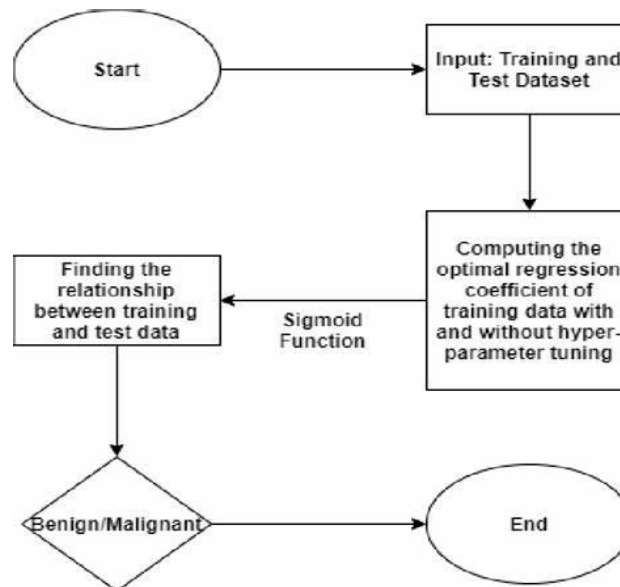 Start
Input: Training and
Test Dataset
Computing the
optimal regression
coefficient of
training data with
and without hyper-
parameter tuning
Sigmoid
Function
Finding the
relationship
between training
and test data
Benign/Malignant
End